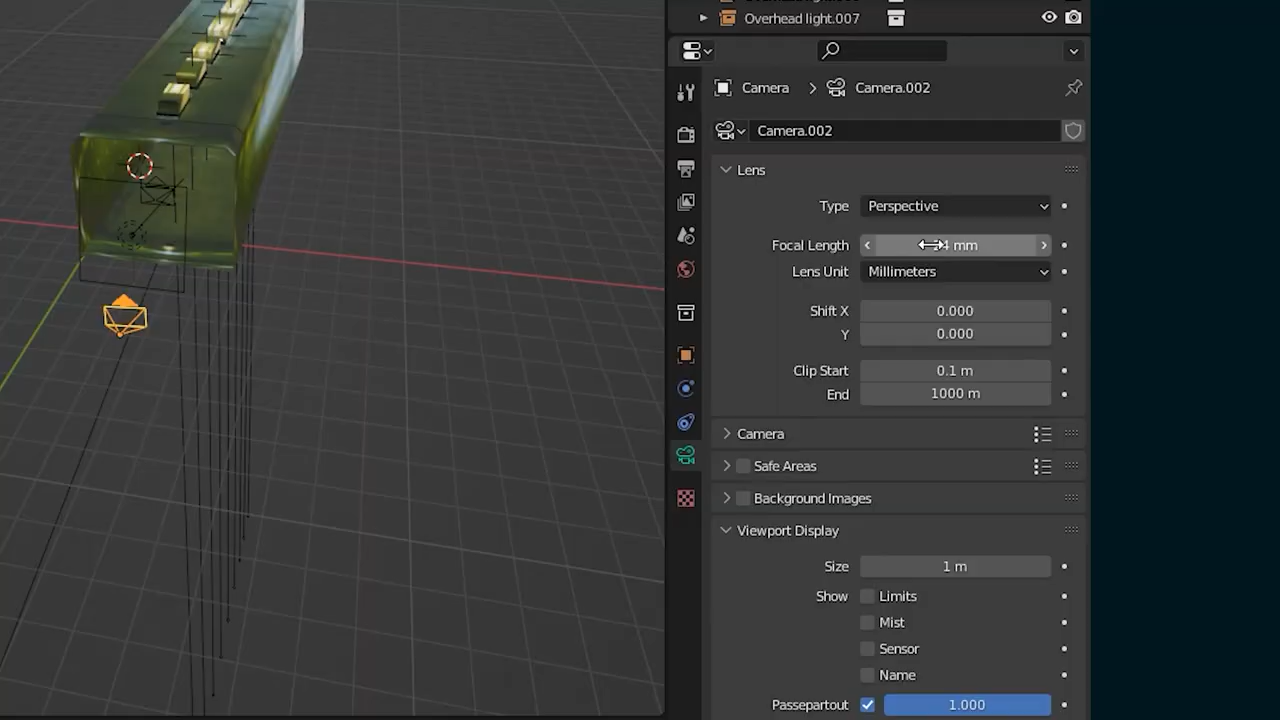 Overhead light.007
Camera > Camera.002
Camera.002
Lens
Type Perspective
Focal Length mm
Lens Unit Millimeters
Shift X 0.000
Y 0.000
Clip Start 0.1 m
End 1000 m
Camera
Safe Areas
Background Images
Viewport Display
Size 1 m
Show Limits
Mist
Sensor
Name
Passepartout 1.000